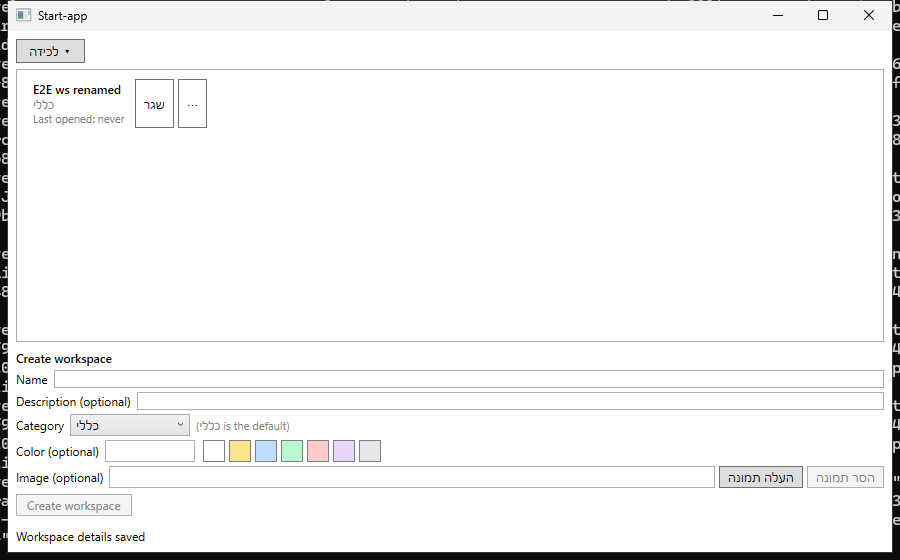 Start-app
לכידה ▾
E2E ws renamed
כללי
Last opened: never
שגר
...
Create workspace
Name
Description (optional)
Category כללי (כללי is the default)
Color (optional)
Image (optional) העלה תמונה הסר תמונה
Create workspace
Workspace details saved